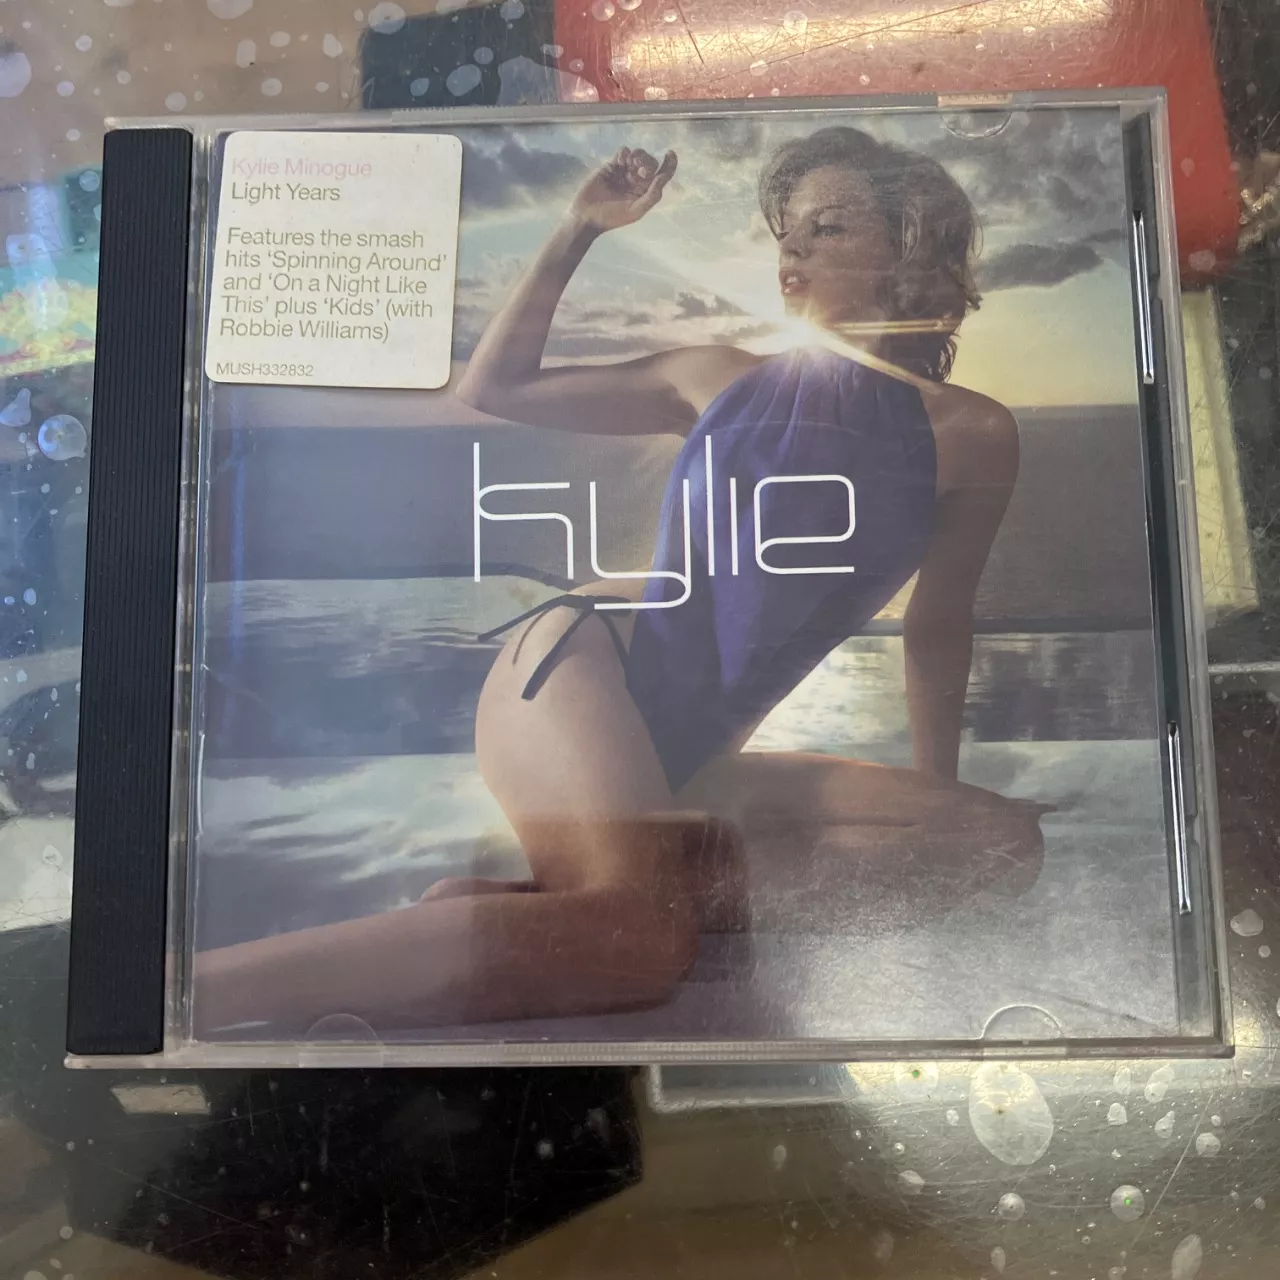 Kylie Minogue
Light Years
Features the smash
hits ‘Spinning Around’
and ‘On a Night Like
This’ plus ‘Kids’ (with
Robbie Williams)
MUSH332832
kylie